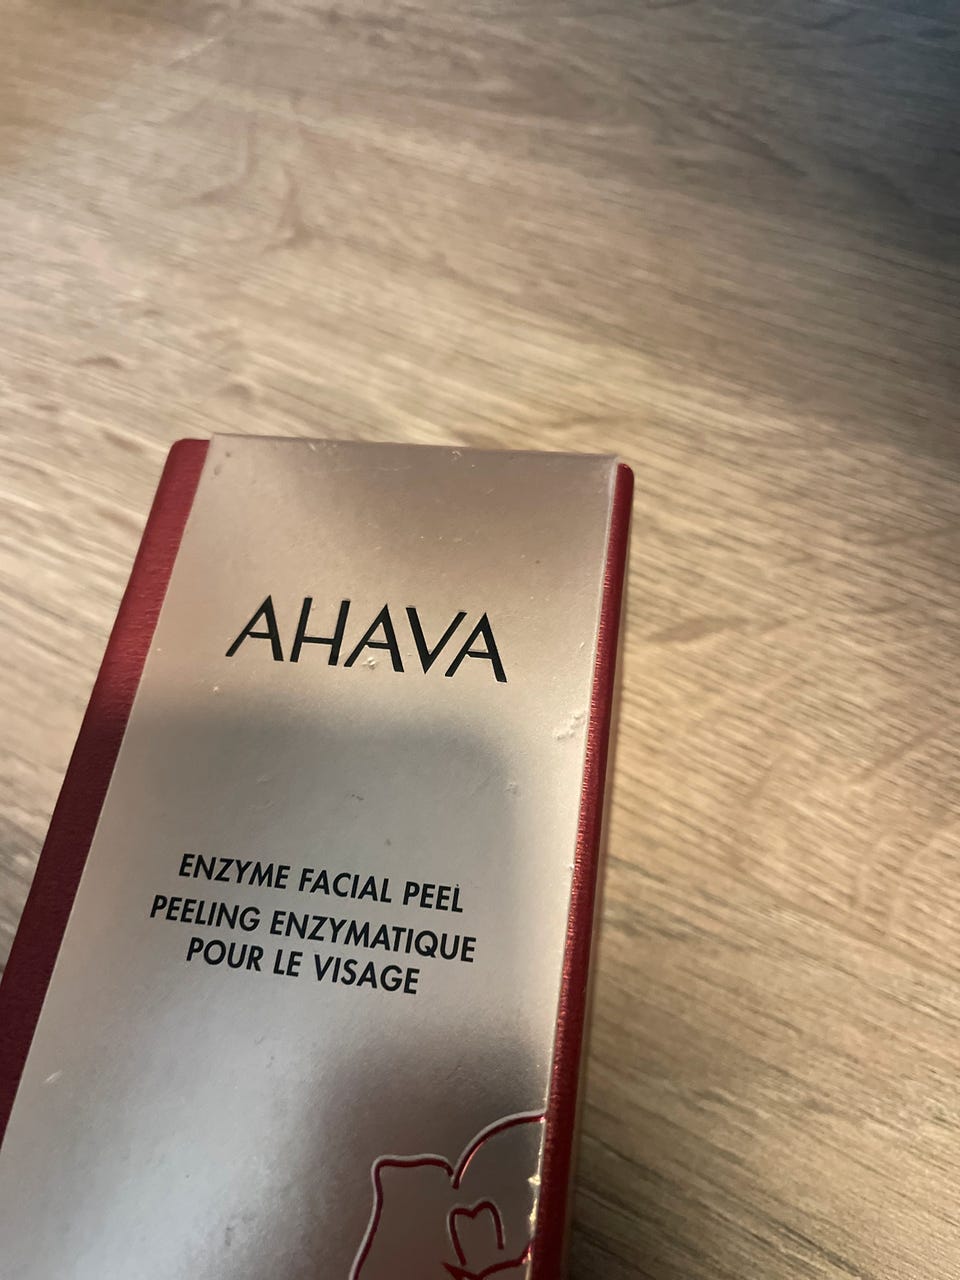 AHAVA
ENZYME FACIAL PEEL
PEELING ENZYMATIQUE
POUR LE VISAGE